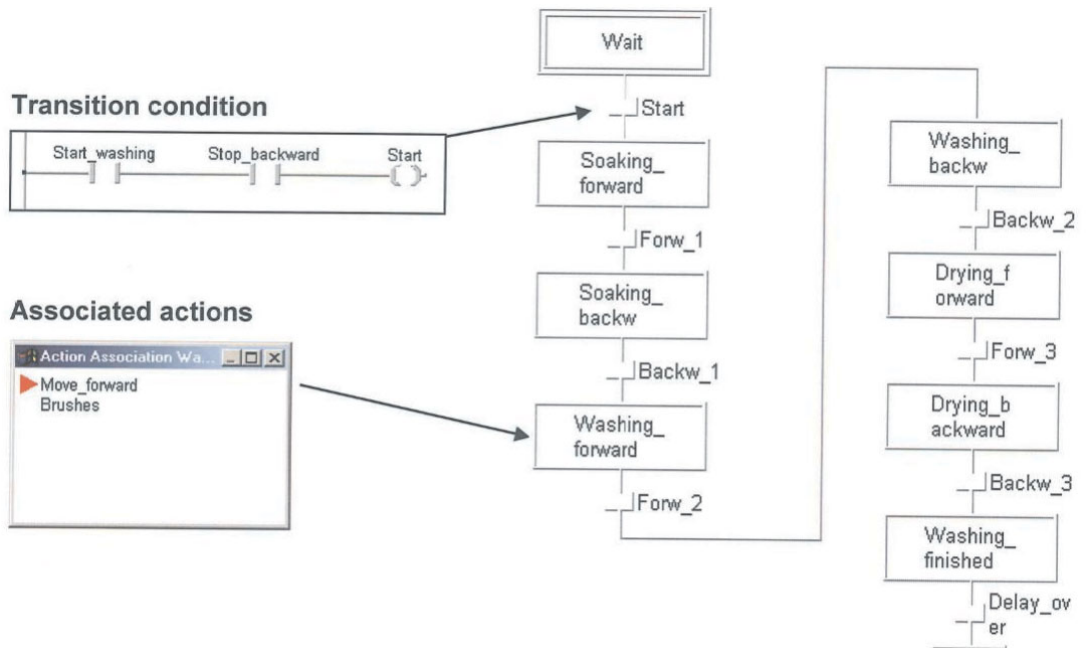 Wait
Transition condition
Start
Start_washing Stop_backward Start
Soaking_
forward
Forw_1
Associated actions
Soaking_
backw
Action Association Wa...
Move_forward
Brushes
Backw_1
Washing_
forward
Forw_2
Washing_
backw
Backw_2
Drying_f
orward
Forw_3
Drying_b
ackward
Backw_3
Washing_
finished
Delay_ov
er